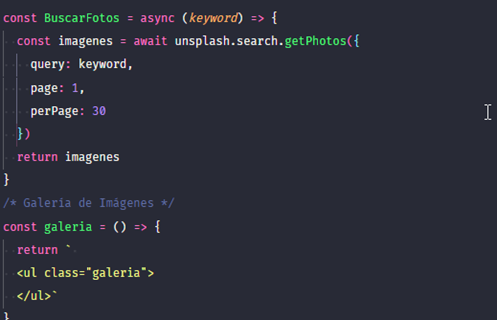 const BuscarFotos = async (keyword) => {
const imagenes = await unsplash.search.getPhotos({
query: keyword,
page: 1,
perPage: 30
})
return imagenes
}
/* Galería de Imágenes */
const galeria = () => {
return `
<ul class="galeria">
</ul>`
}